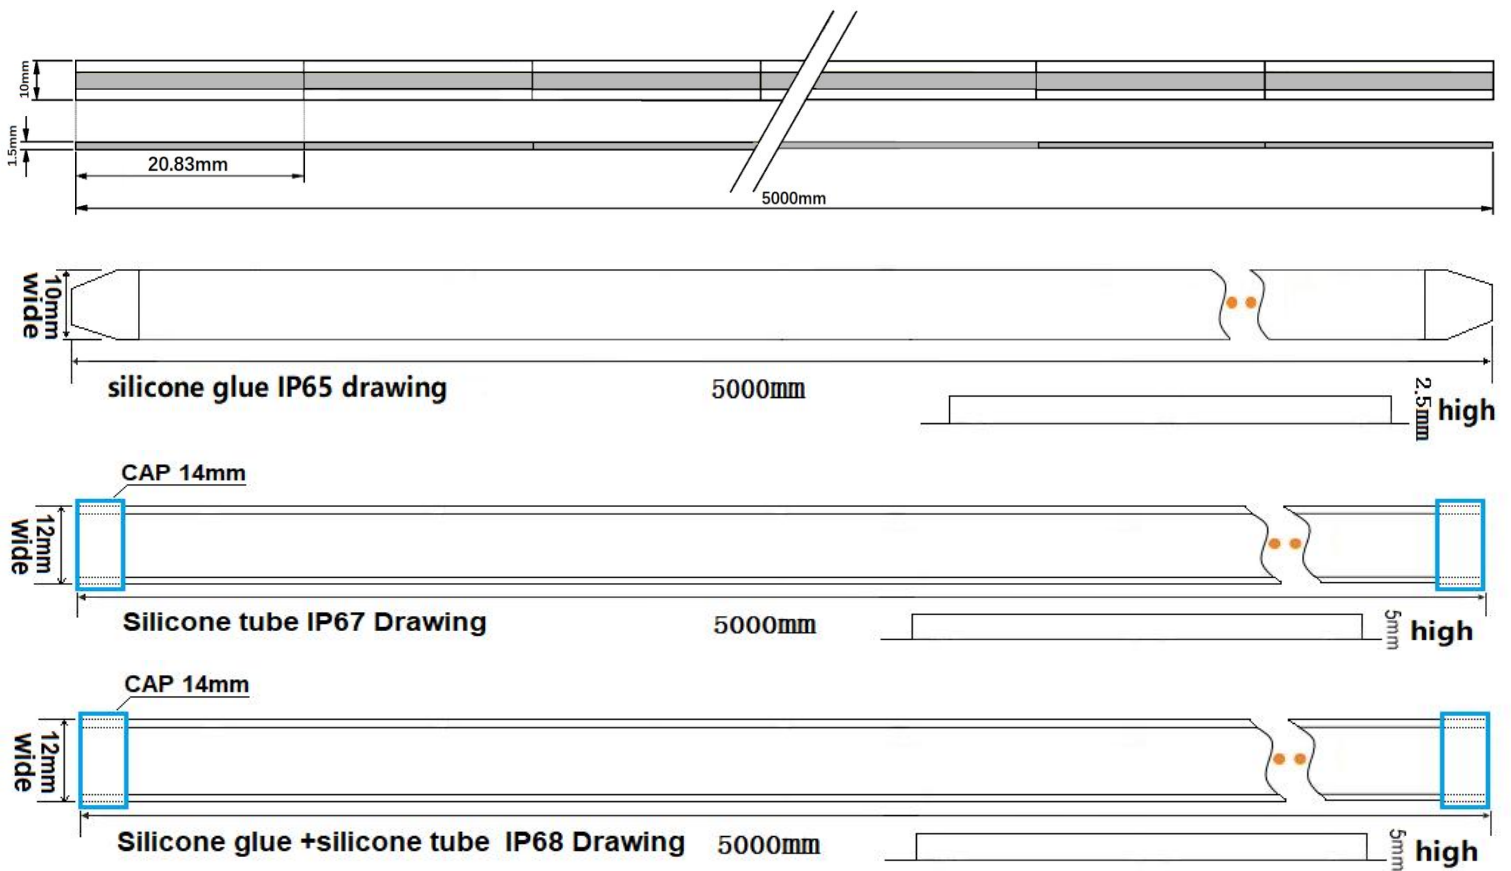 10mm
1.5mm
20.83mm
5000mm
10mm
wide
silicone glue IP65 drawing
5000mm
2.5mm
high
CAP 14mm
12mm
wide
Silicone tube IP67 Drawing
5000mm
5mm
high
CAP 14mm
12mm
wide
Silicone glue +silicone tube IP68 Drawing
5000mm
5mm
high